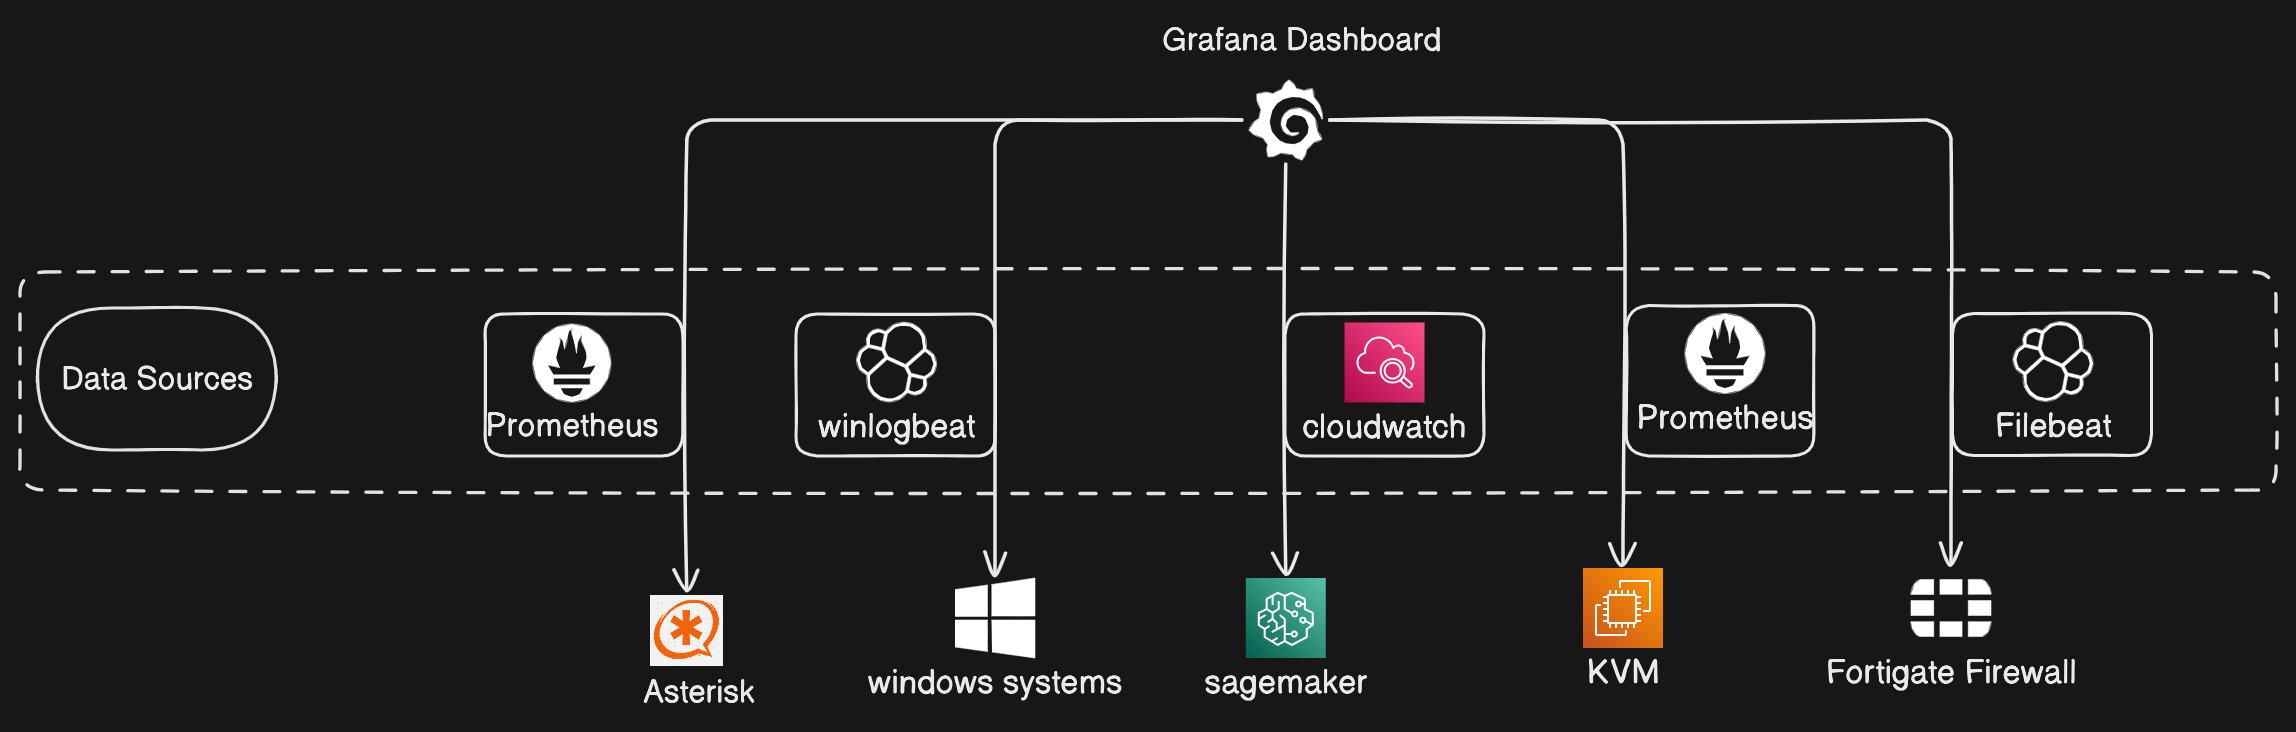 Grafana Dashboard
Data Sources
Prometheus
winlogbeat
cloudwatch
Prometheus
Filebeat
Asterisk
windows systems
sagemaker
KVM
Fortigate Firewall